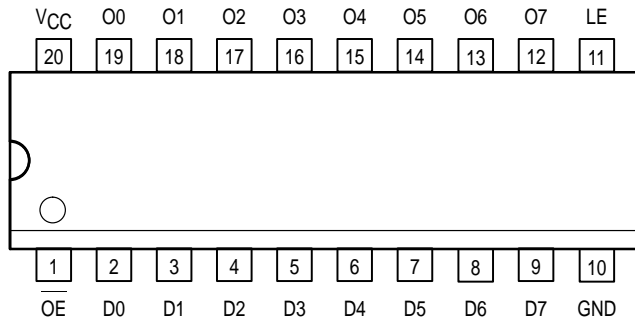 VCC O0 O1 O2 O3 O4 O5 O6 O7 LE
20 19 18 17 16 15 14 13 12 11
1 2 3 4 5 6 7 8 9 10
O̅E̅ D0 D1 D2 D3 D4 D5 D6 D7 GND